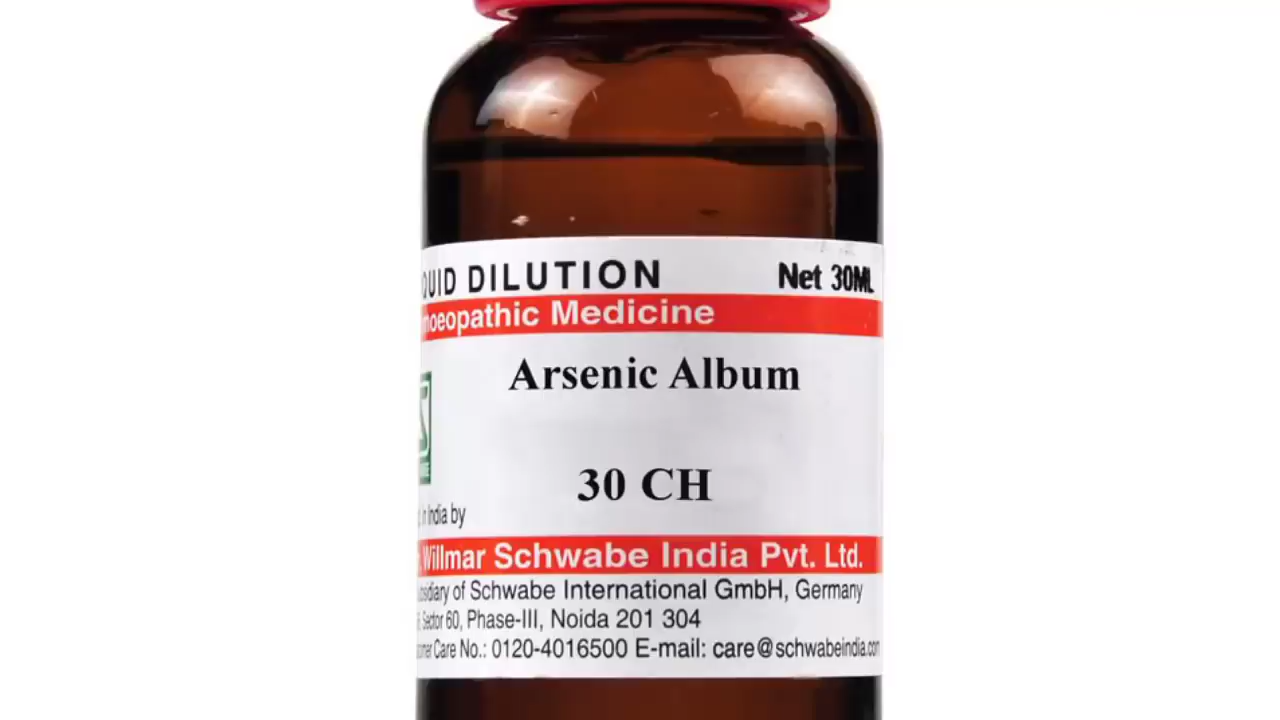 QUID DILUTION Net 30ML
moeopathic Medicine
Arsenic Album
30 CH
in India by
Willmar Schwabe India Pvt. Ltd.
sidiary of Schwabe International GmbH, Germany
Sector 60, Phase-III, Noida 201 304
mer Care No.: 0120-4016500 E-mail: care@schwabeindia.com